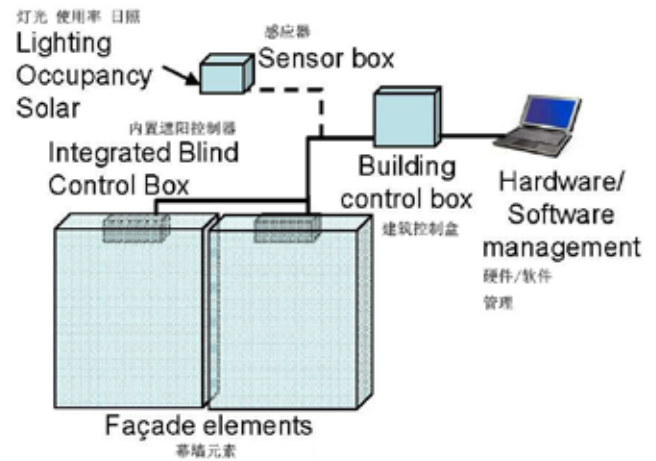 灯光 使用率 日照
Lighting
Occupancy
Solar
感应器
Sensor box
内置遮阳控制器
Integrated Blind
Control Box
Building
control box
建筑控制盒
Hardware/
Software
management
硬件/软件
管理
Façade elements
幕墙元素